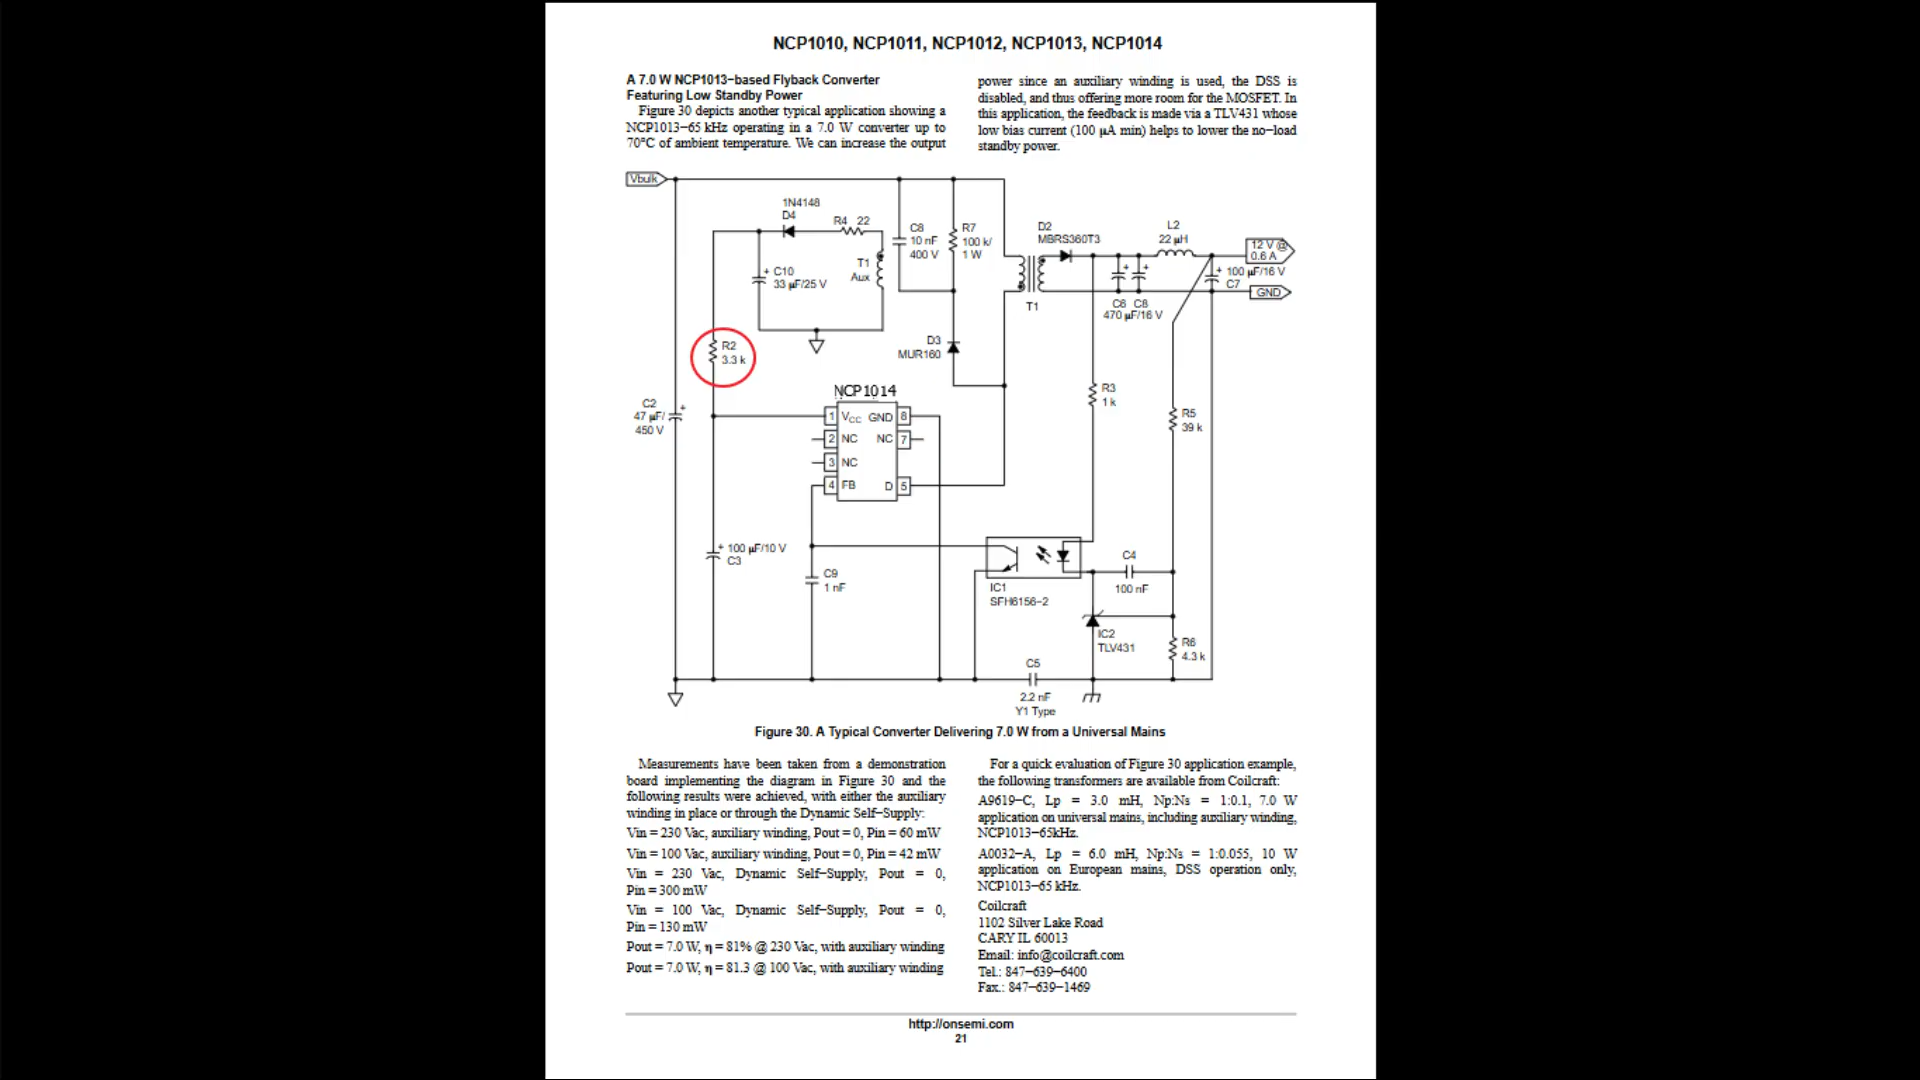 NCP1010, NCP1011, NCP1012, NCP1013, NCP1014
A 7.0 W NCP1013−based Flyback Converter
Featuring Low Standby Power
Figure 30 depicts another typical application showing a
NCP1013−65 kHz operating in a 7.0 W converter up to
70°C of ambient temperature. We can increase the output
power since an auxiliary winding is used, the DSS is
disabled, and thus offering more room for the MOSFET. In
this application, the feedback is made via a TLV431 whose
low bias current (100 μA min) helps to lower the no−load
standby power.
Vbulk
1N4148
D4
R4 22
C10
33 μF/25 V
T1
Aux
C8
10 nF
400 V
R7
100 k/
1 W
D2
MBRS360T3
L2
22 μH
12 V @
0.6 A
100 μF/16 V
C7
GND
T1
C6 C8
470 μF/16 V
R2
3.3 k
D3
MUR160
C2
47 μF/
450 V
NCP1014
1 VCC GND 8
2 NC NC 7
3 NC
4 FB D 5
R3
1 k
R5
39 k
100 μF/10 V
C3
C9
1 nF
IC1
SFH6156−2
C4
100 nF
IC2
TLV431
R6
4.3 k
C5
2.2 nF
Y1 Type
Figure 30. A Typical Converter Delivering 7.0 W from a Universal Mains
Measurements have been taken from a demonstration
board implementing the diagram in Figure 30 and the
following results were achieved, with either the auxiliary
winding in place or through the Dynamic Self−Supply:
Vin = 230 Vac, auxiliary winding, Pout = 0, Pin = 60 mW
Vin = 100 Vac, auxiliary winding, Pout = 0, Pin = 42 mW
Vin = 230 Vac, Dynamic Self−Supply, Pout = 0,
Pin = 300 mW
Vin = 100 Vac, Dynamic Self−Supply, Pout = 0,
Pin = 130 mW
Pout = 7.0 W, η = 81% @ 230 Vac, with auxiliary winding
Pout = 7.0 W, η = 81.3 @ 100 Vac, with auxiliary winding
For a quick evaluation of Figure 30 application example,
the following transformers are available from Coilcraft:
A9619−C, Lp = 3.0 mH, Np:Ns = 1:0.1, 7.0 W
application on universal mains, including auxiliary winding,
NCP1013−65kHz.
A0032−A, Lp = 6.0 mH, Np:Ns = 1:0.055, 10 W
application on European mains, DSS operation only,
NCP1013−65 kHz.
Coilcraft
1102 Silver Lake Road
CARY IL 60013
Email: info@coilcraft.com
Tel.: 847−639−6400
Fax.: 847−639−1469
http://onsemi.com
21